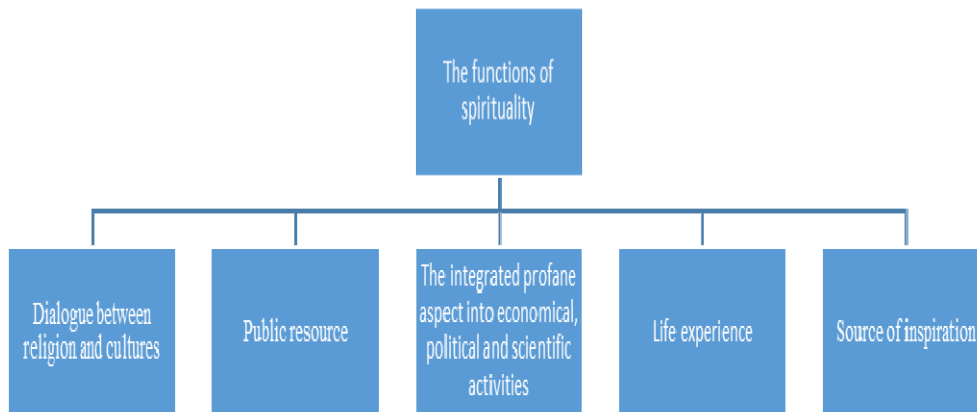 The functions of
spirituality
Dialogue between
religion and cultures
Public resource
The integrated profane
aspect into economical,
political and scientific
activities
Life experience
Source of inspiration